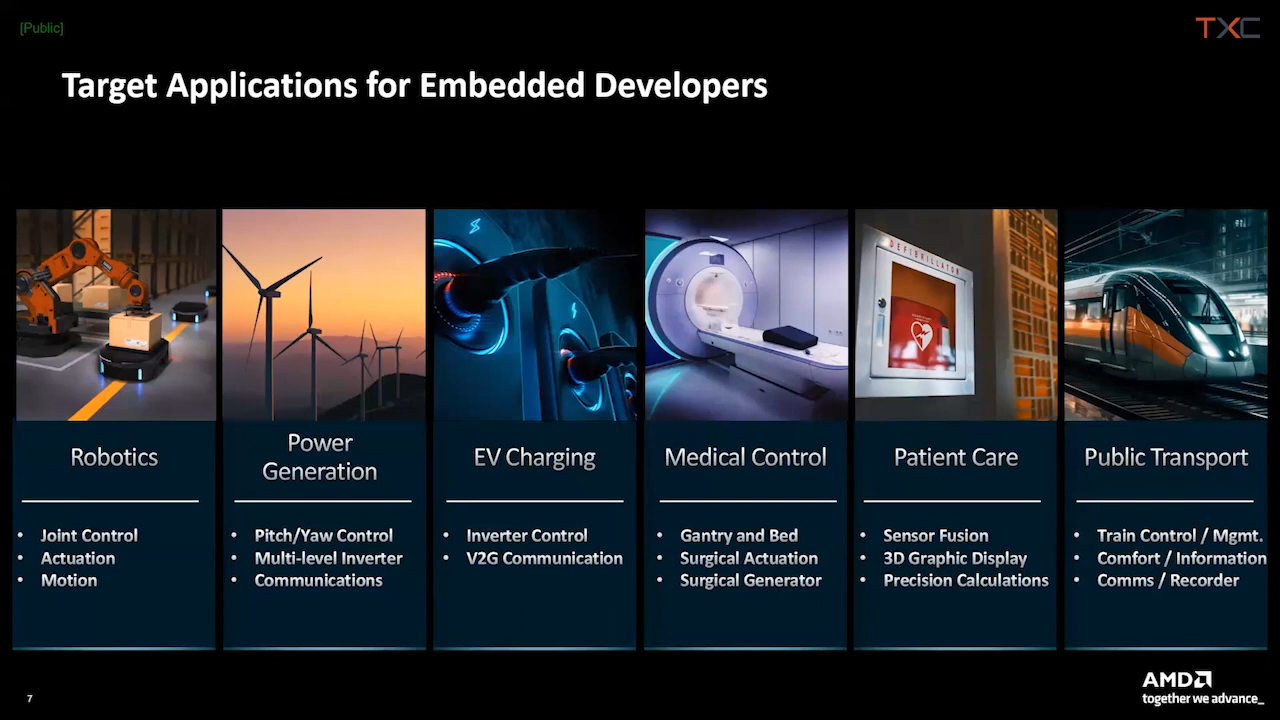 [Public]
TXC
Target Applications for Embedded Developers
DEFIBRILLATOR
Robotics
• Joint Control
• Actuation
• Motion
Power
Generation
• Pitch/Yaw Control
• Multi-level Inverter
• Communications
EV Charging
• Inverter Control
• V2G Communication
Medical Control
• Gantry and Bed
• Surgical Actuation
• Surgical Generator
Patient Care
• Sensor Fusion
• 3D Graphic Display
• Precision Calculations
Public Transport
• Train Control / Mgmt.
• Comfort / Information
• Comms / Recorder
7
AMD
together we advance_